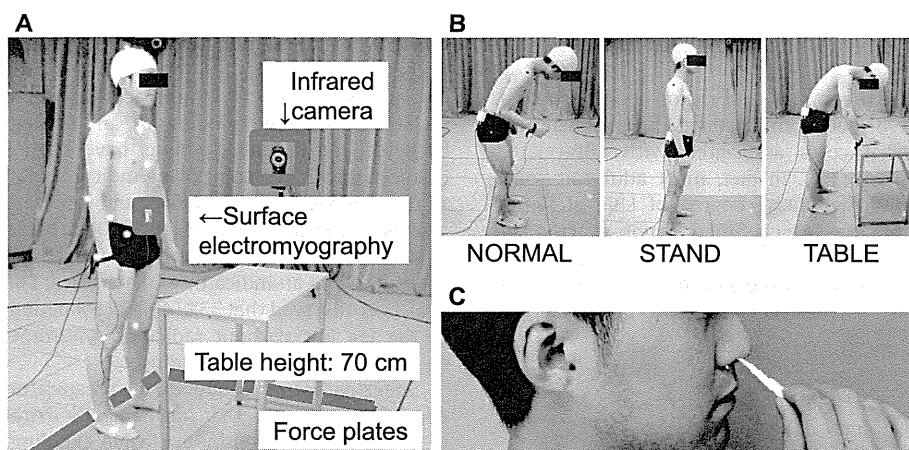 A
Infrared
↓camera
←Surface
electromyography
Table height: 70 cm
Force plates
B
NORMAL
STAND
TABLE
C